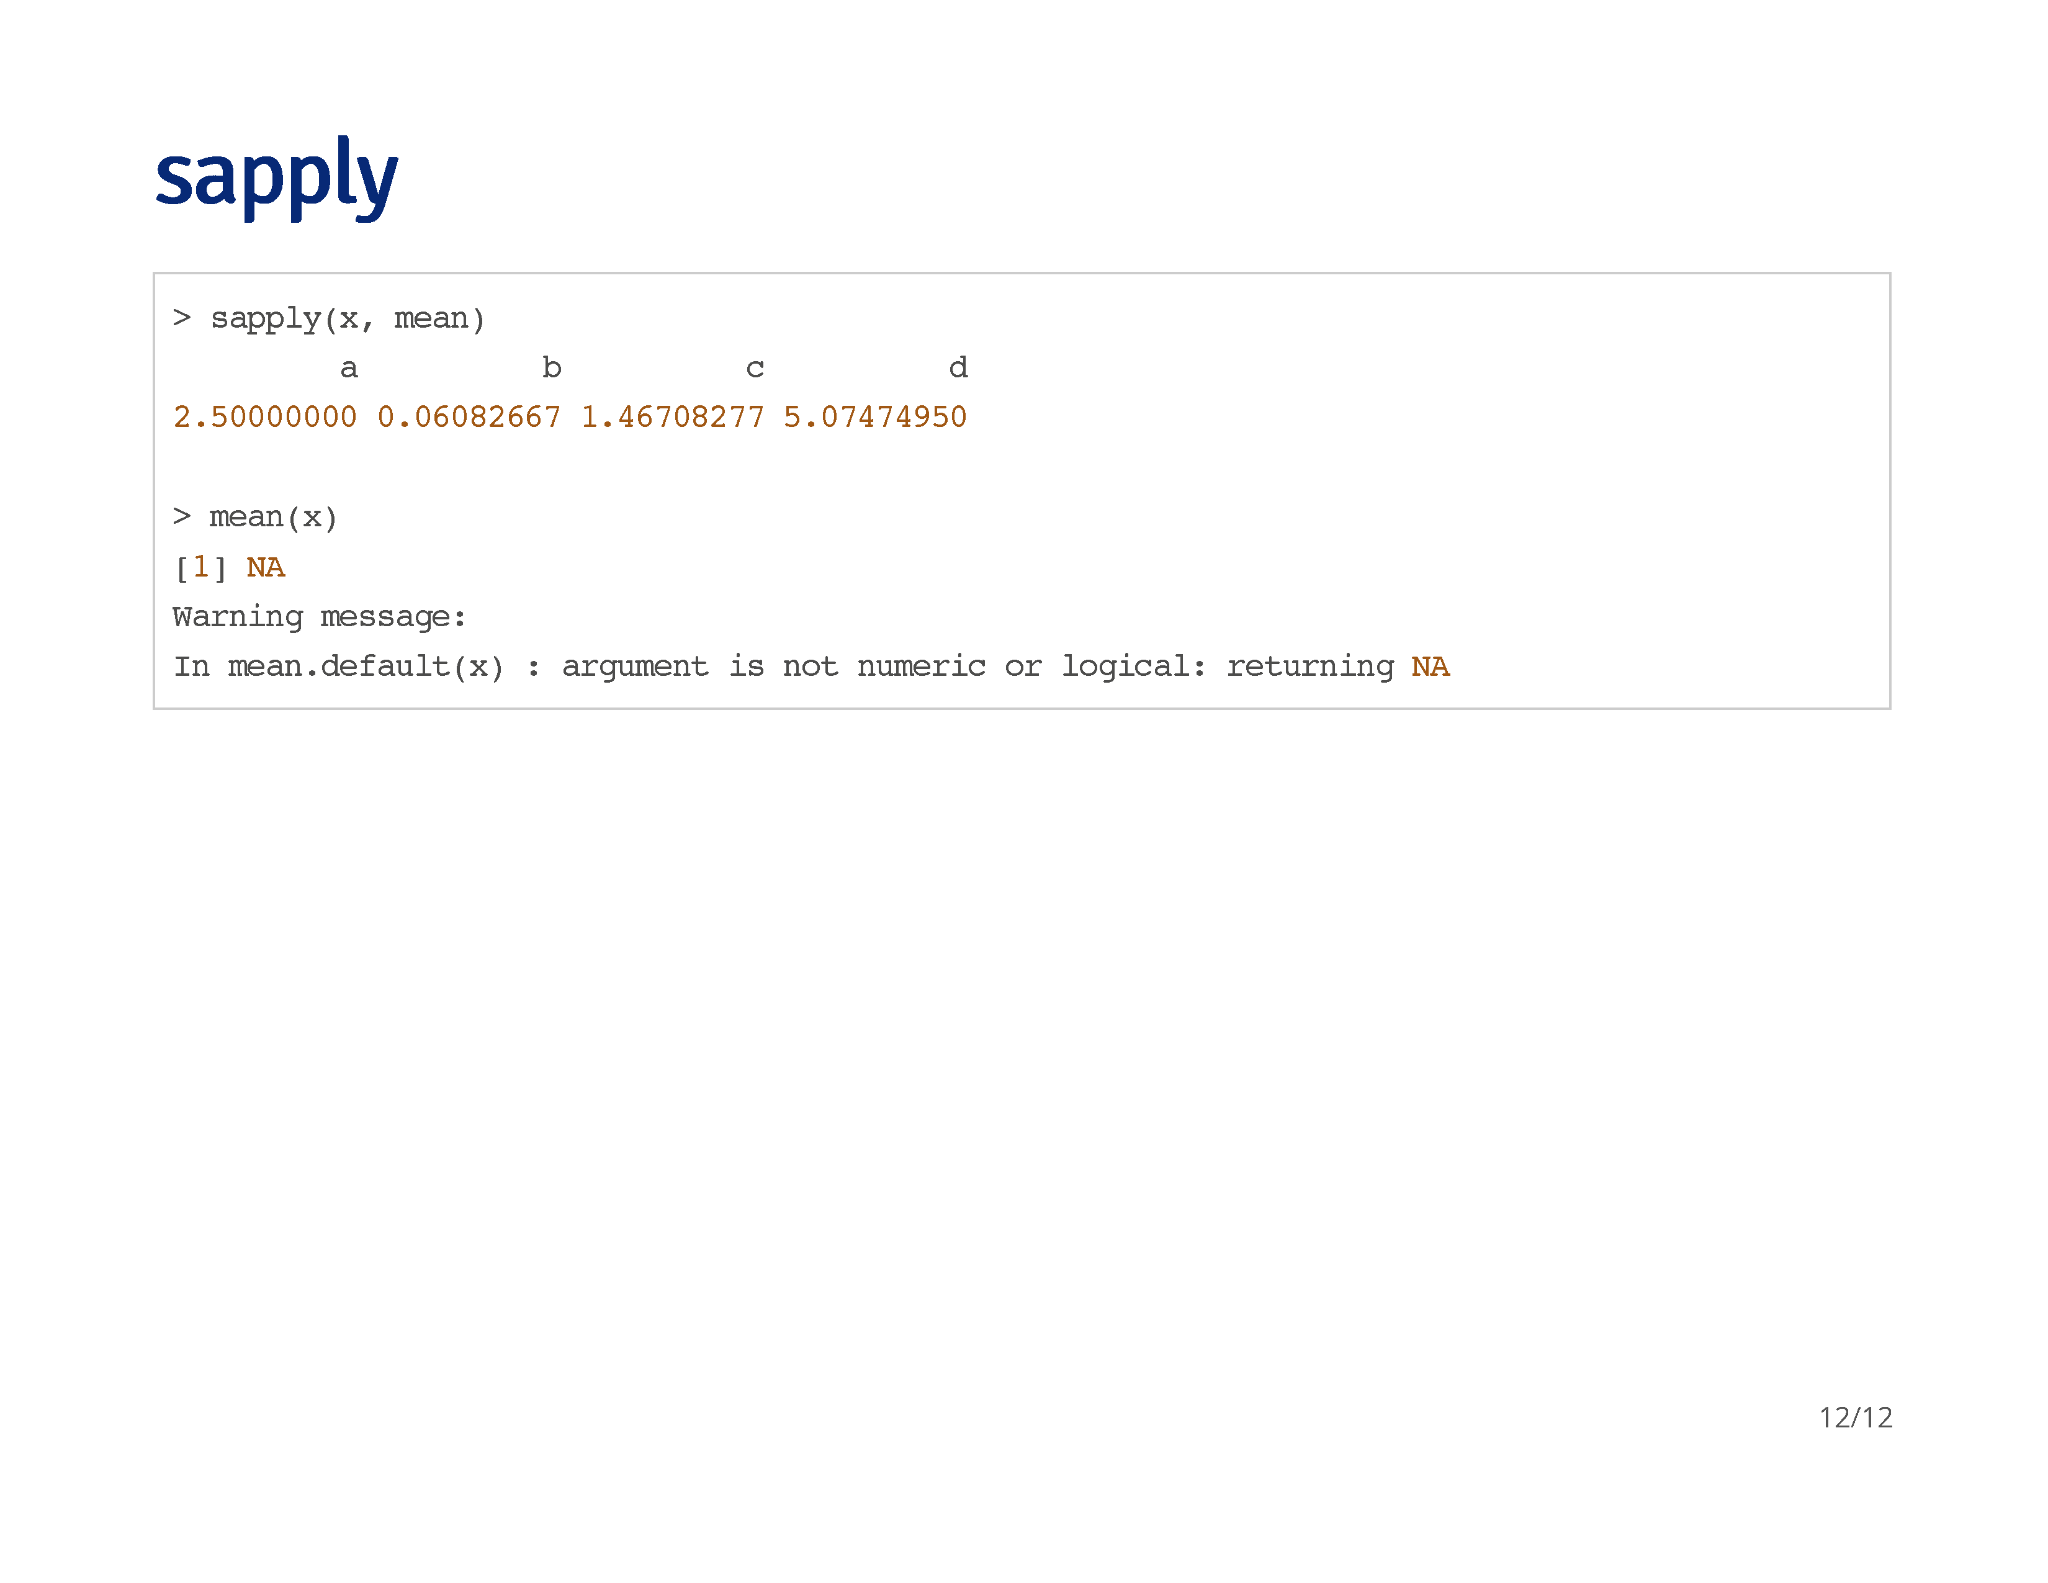 sapply
> sapply(x, mean)
         a          b          c          d
2.50000000 0.06082667 1.46708277 5.07474950
> mean(x)
[1] NA
Warning message:
In mean.default(x) : argument is not numeric or logical: returning NA
12/12